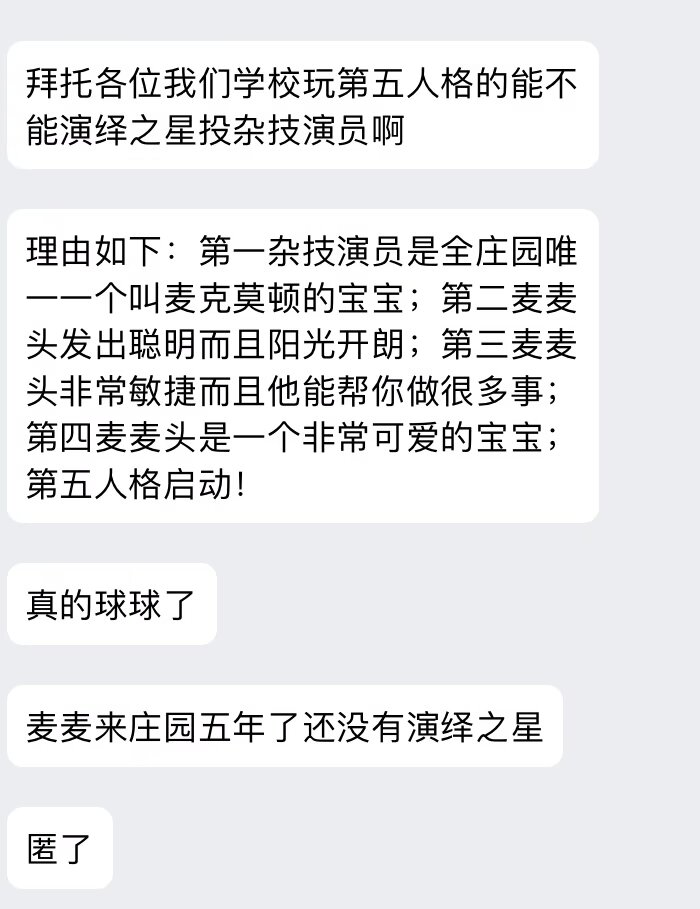 拜托各位我们学校玩第五人格的能不
能演绎之星投杂技演员啊
理由如下：第一杂技演员是全庄园唯
一一个叫麦克莫顿的宝宝；第二麦麦
头发出聪明而且阳光开朗；第三麦麦
头非常敏捷而且他能帮你做很多事；
第四麦麦头是一个非常可爱的宝宝；
第五人格启动！
真的球球了
麦麦来庄园五年了还没有演绎之星
匿了